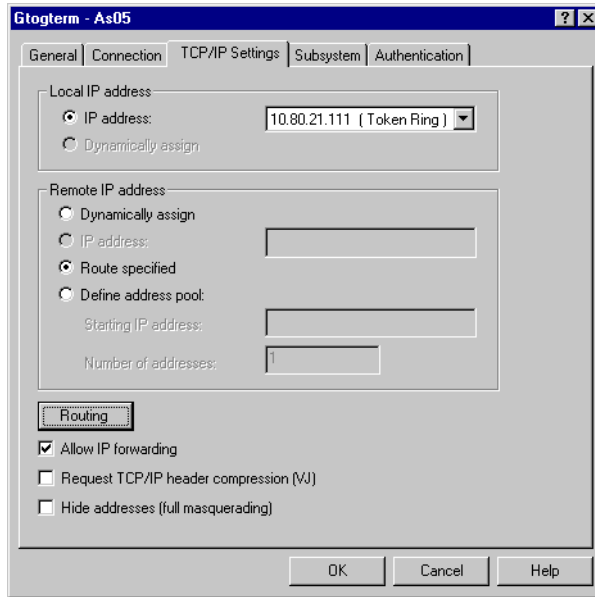 Gtogterm - As05
General Connection TCP/IP Settings Subsystem Authentication
Local IP address
IP address: 10.80.21.111 ( Token Ring )
Dynamically assign
Remote IP address
Dynamically assign
IP address:
Route specified
Define address pool:
Starting IP address:
Number of addresses: 1
Routing
Allow IP forwarding
Request TCP/IP header compression (VJ)
Hide addresses (full masquerading)
OK Cancel Help